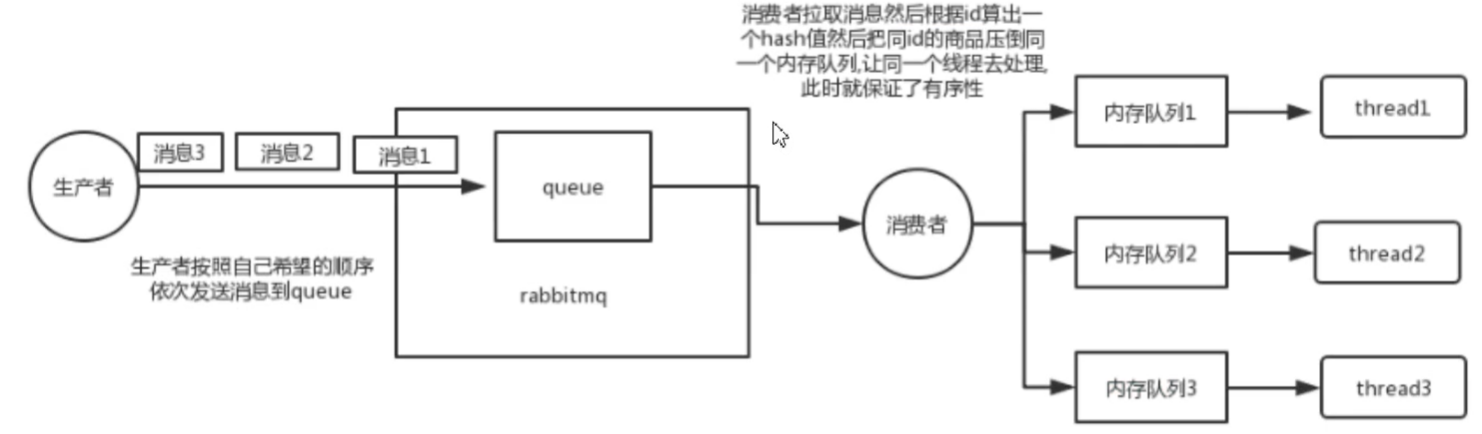 消费者拉取消息然后根据id算出一
个hash值然后把同id的商品压倒同
一个内存队列,让同一个线程去处理,
此时就保证了有序性
生产者
消息3
消息2
消息1
queue
rabbitmq
生产者按照自己希望的顺序
依次发送消息到queue
消费者
内存队列1
thread1
内存队列2
thread2
内存队列3
thread3